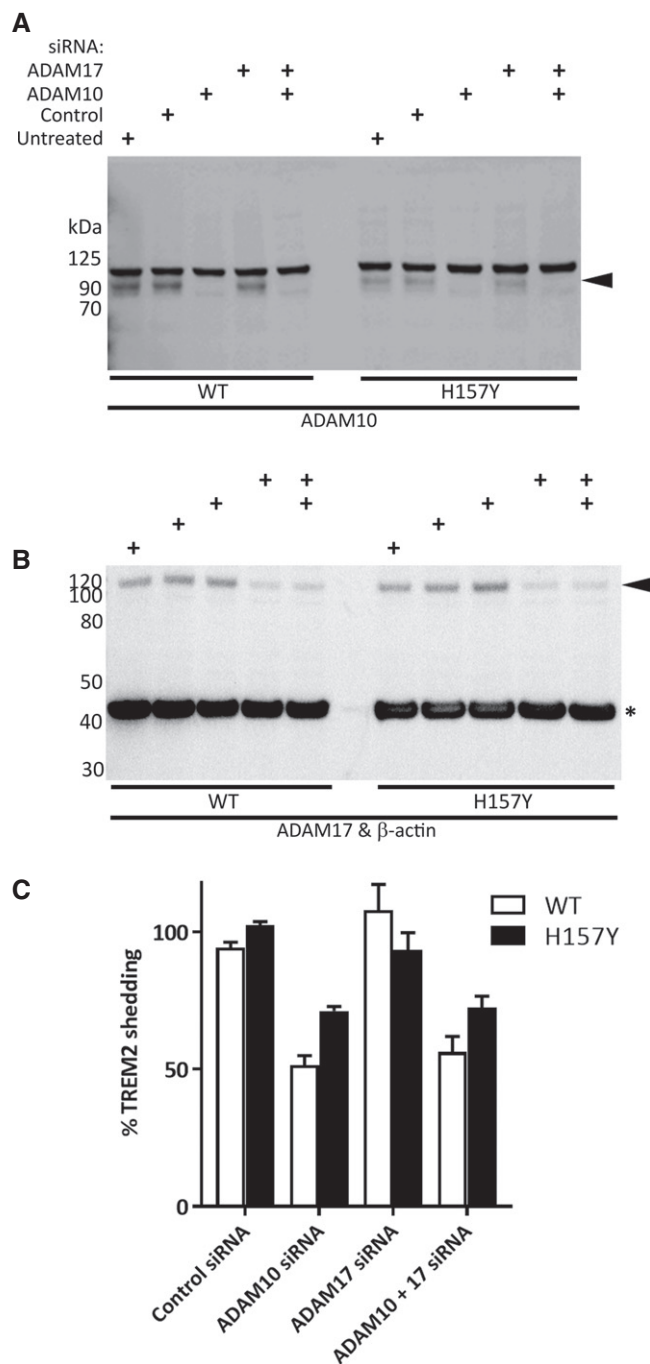 A
siRNA:
ADAM17 + + + +
ADAM10 + + + +
Control + +
Untreated + +
kDa
125
90
70
WT H157Y
ADAM10
+ + + +
+ + + +
+ +
+ +
B
120
100
80
50
40 *
30
WT H157Y
ADAM17 & β-actin
C
WT
H157Y
100
50
0
% TREM2 shedding
Control siRNA
ADAM10 siRNA
ADAM17 siRNA
ADAM10 + 17 siRNA